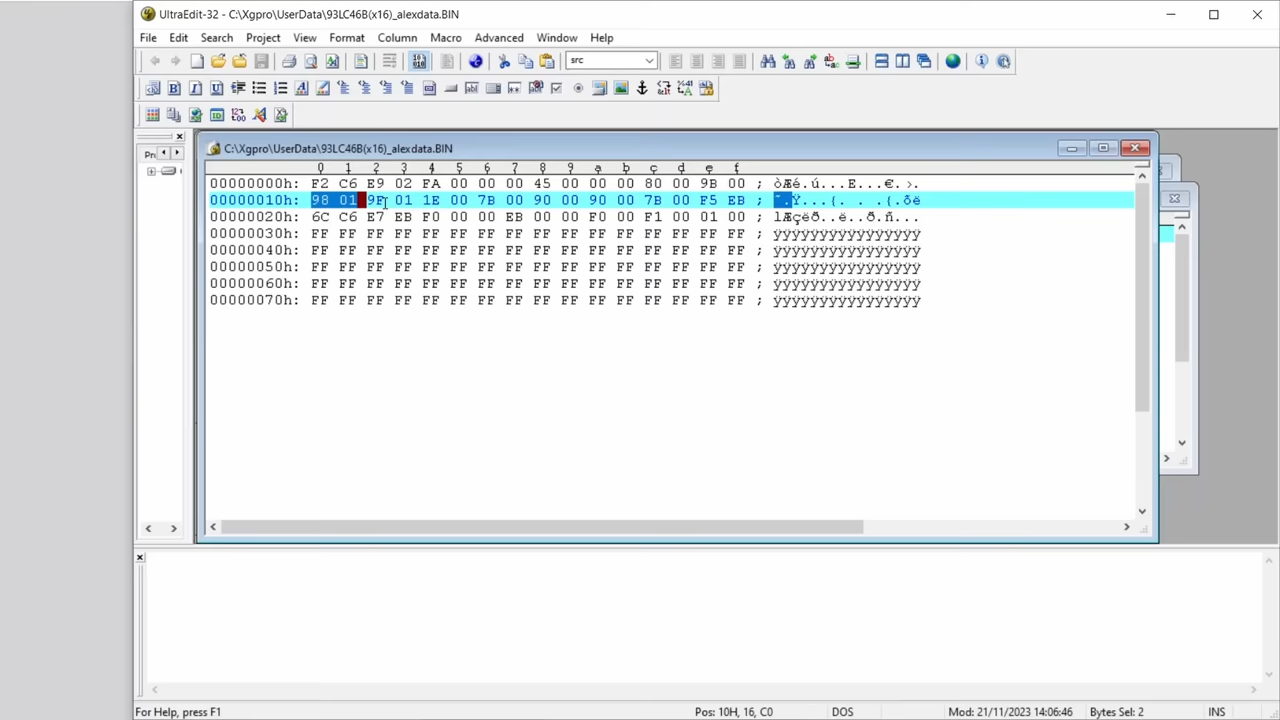 UltraEdit-32 - C:\Xgpro\UserData\93LC46B(x16)_alexdata.BIN
File Edit Search Project View Format Column Macro Advanced Window Help
src
Pr
C:\Xgpro\UserData\93LC46B(x16)_alexdata.BIN
0 1 2 3 4 5 6 7 8 9 a b c d e f
00000000h: F2 C6 E9 02 FA 00 00 00 45 00 00 00 80 00 9B 00 ; òÆé.ú...E...€.›.
00000010h: 98 01 9F 01 1E 00 7B 00 90 00 90 00 7B 00 F5 EB ; ˜.Ÿ...{. . .{.õë
00000020h: 6C C6 E7 EB F0 00 00 EB 00 00 F0 00 F1 00 01 00 ; lÆçëð..ë..ð.ñ...
00000030h: FF FF FF FF FF FF FF FF FF FF FF FF FF FF FF FF ; ÿÿÿÿÿÿÿÿÿÿÿÿÿÿÿÿ
00000040h: FF FF FF FF FF FF FF FF FF FF FF FF FF FF FF FF ; ÿÿÿÿÿÿÿÿÿÿÿÿÿÿÿÿ
00000050h: FF FF FF FF FF FF FF FF FF FF FF FF FF FF FF FF ; ÿÿÿÿÿÿÿÿÿÿÿÿÿÿÿÿ
00000060h: FF FF FF FF FF FF FF FF FF FF FF FF FF FF FF FF ; ÿÿÿÿÿÿÿÿÿÿÿÿÿÿÿÿ
00000070h: FF FF FF FF FF FF FF FF FF FF FF FF FF FF FF FF ; ÿÿÿÿÿÿÿÿÿÿÿÿÿÿÿÿ
For Help, press F1 Pos: 10H, 16, C0 DOS Mod: 21/11/2023 14:06:46 Bytes Sel: 2 INS